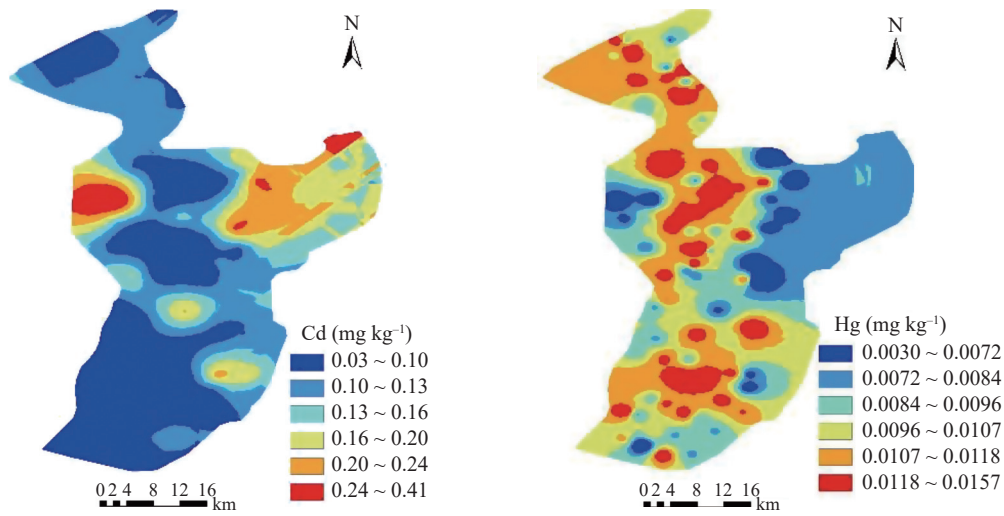 N
Cd (mg kg⁻¹)
0.03 ~ 0.10
0.10 ~ 0.13
0.13 ~ 0.16
0.16 ~ 0.20
0.20 ~ 0.24
0.24 ~ 0.41
0 2 4 8 12 16
km
N
Hg (mg kg⁻¹)
0.0030 ~ 0.0072
0.0072 ~ 0.0084
0.0084 ~ 0.0096
0.0096 ~ 0.0107
0.0107 ~ 0.0118
0.0118 ~ 0.0157
0 2 4 8 12 16
km